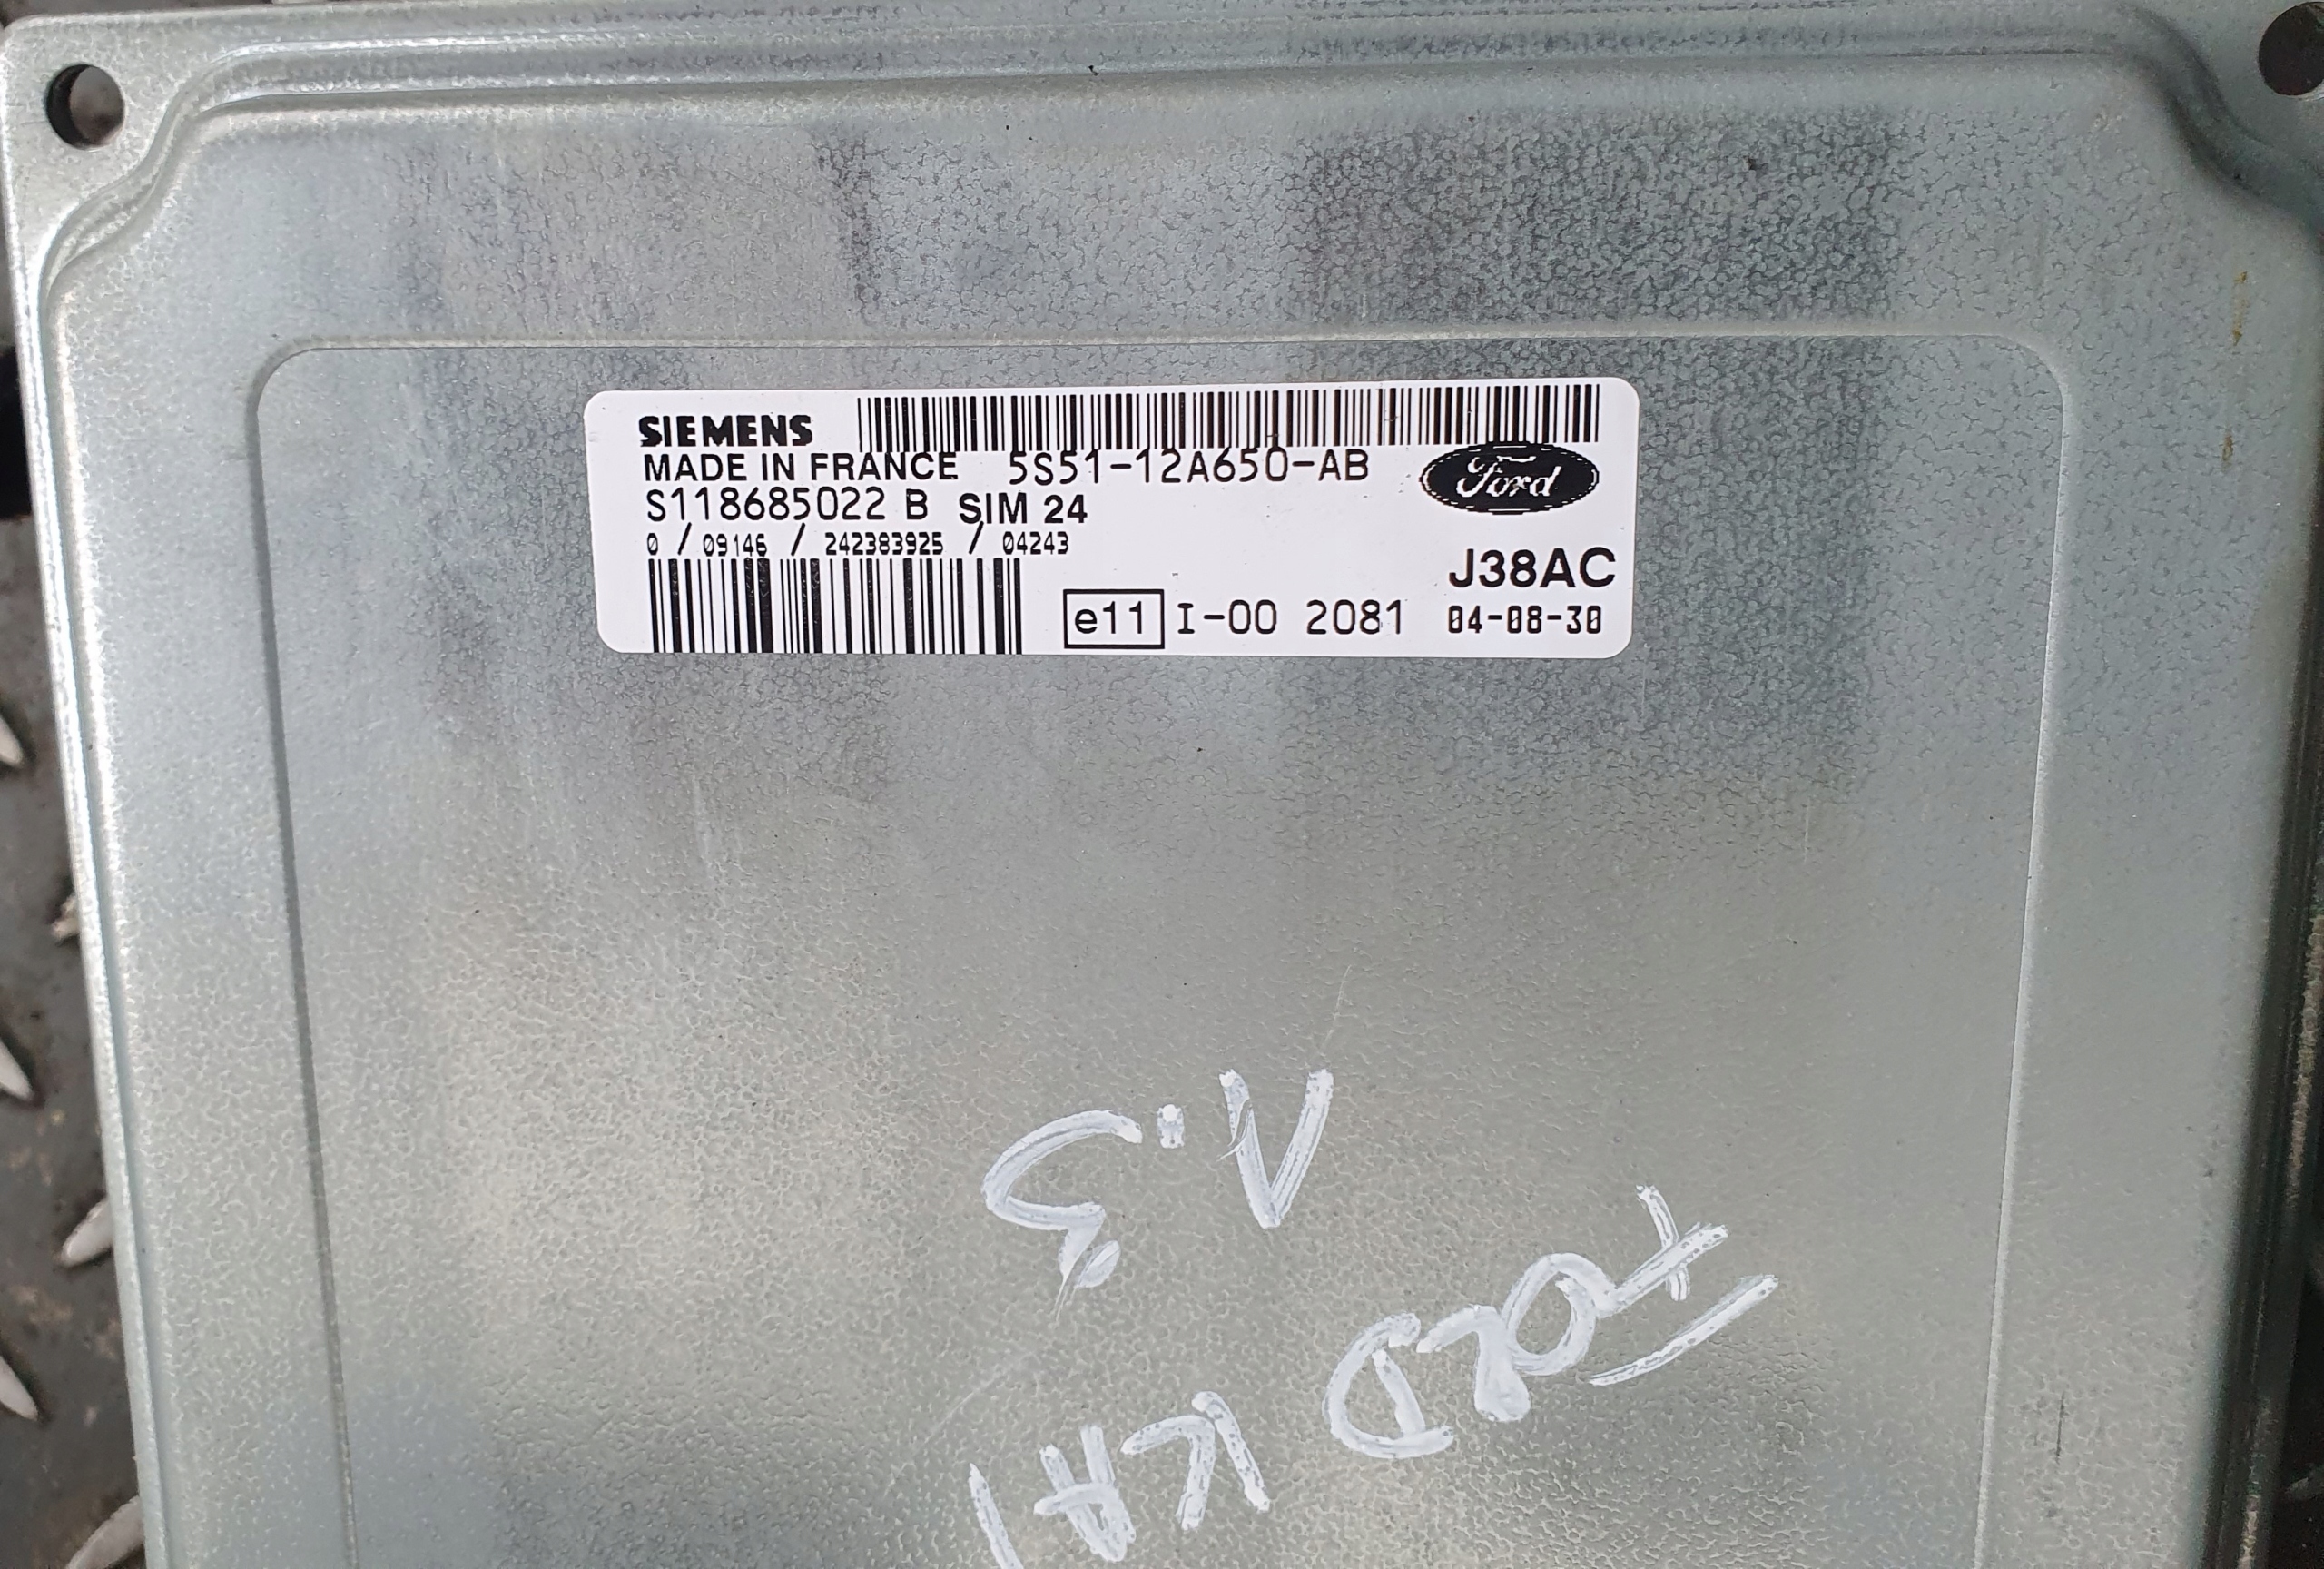 SIEMENS
MADE IN FRANCE 5S51-12A650-AB
Ford
S118685022 B SIM 24
0 / 09146 / 242383925 / 04243
J38AC
e11 I-00 2081 04-08-30
FORD KA
1.3